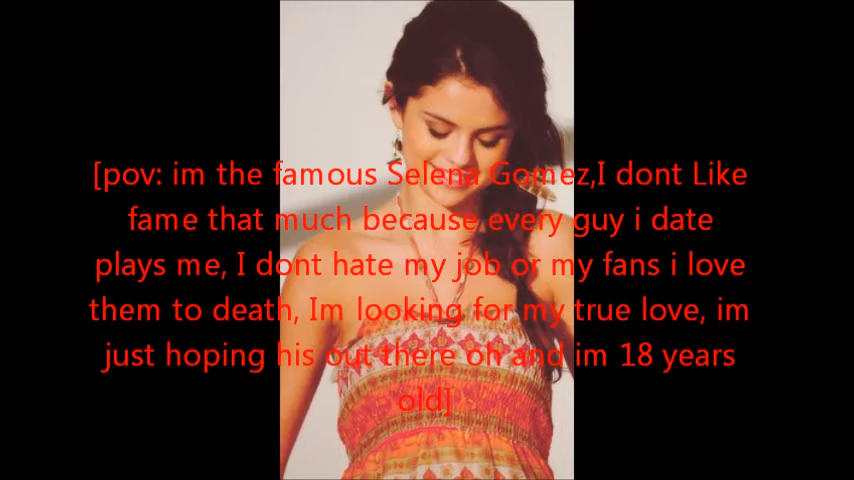 [pov: im the famous Selena Gomez,I dont Like
fame that much because every guy i date
plays me, I dont hate my job or my fans i love
them to death, Im looking for my true love, im
just hoping his out there oh and im 18 years
old]